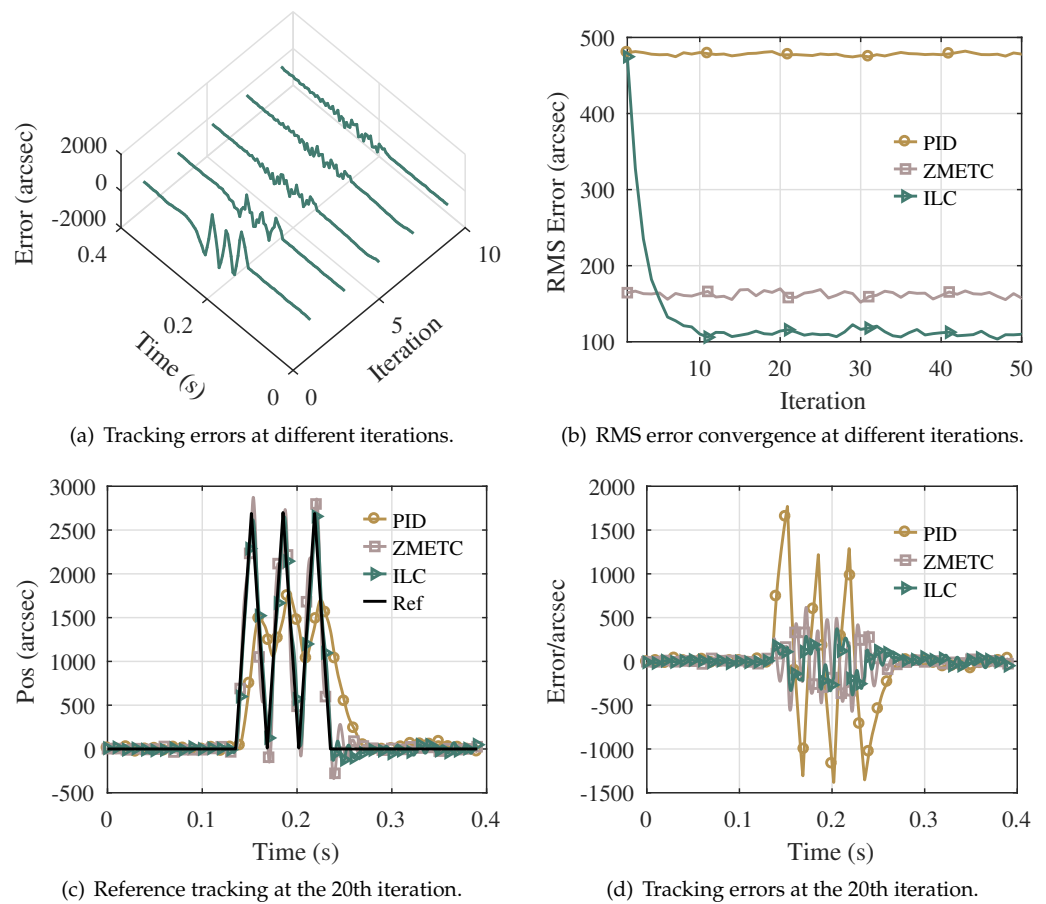 2000
0
-2000
Error (arcsec)
0.4
0.2
0
Time (s)
0
5
10
Iteration
(a) Tracking errors at different iterations.
500
400
300
200
100
RMS Error (arcsec)
PID
ZMETC
ILC
10 20 30 40 50
Iteration
(b) RMS error convergence at different iterations.
3000
2500
2000
1500
1000
500
0
-500
Pos (arcsec)
PID
ZMETC
ILC
Ref
0 0.1 0.2 0.3 0.4
Time (s)
(c) Reference tracking at the 20th iteration.
2000
1500
1000
500
0
-500
-1000
-1500
Error/arcsec
PID
ZMETC
ILC
0 0.1 0.2 0.3 0.4
Time (s)
(d) Tracking errors at the 20th iteration.